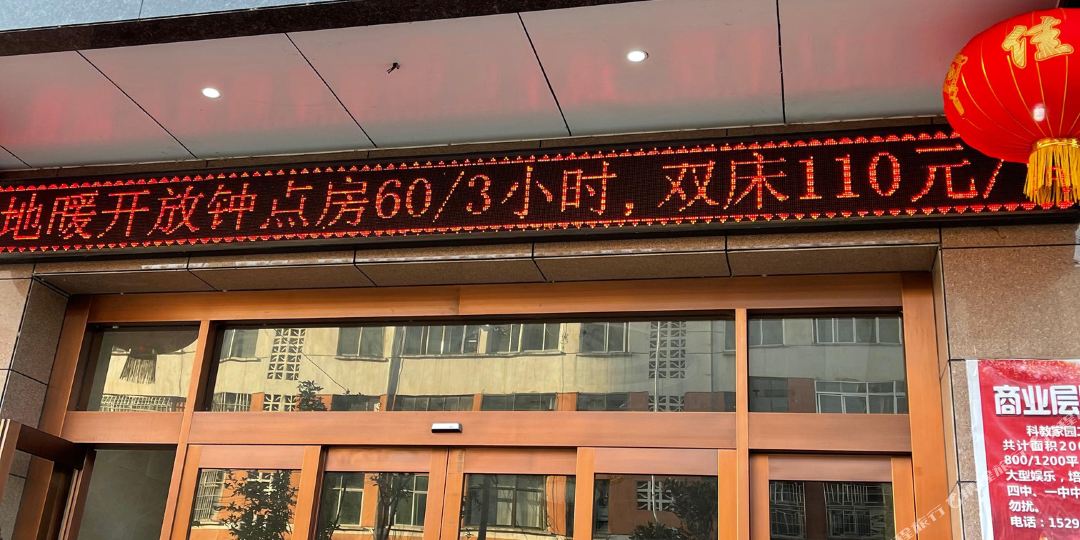 佳
地暖开放钟点房60/3小时,双床110元/
商业层
科教家园二
共计面积200
800/1200平
大型娱乐,培
四中、一中中
勿扰。
电话:1529